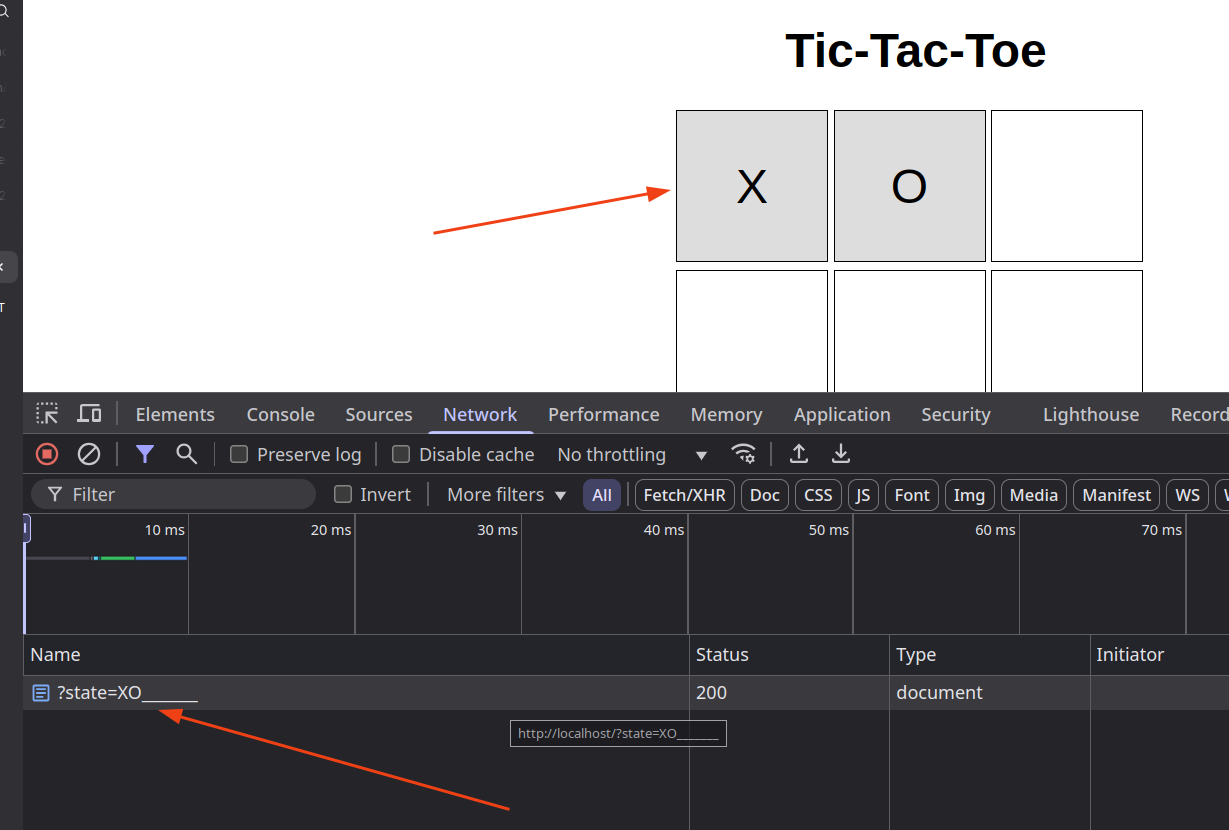 Tic-Tac-Toe
X O
Elements Console Sources Network Performance Memory Application Security Lighthouse Record
Preserve log Disable cache No throttling
Filter Invert More filters All Fetch/XHR Doc CSS JS Font Img Media Manifest WS
10 ms 20 ms 30 ms 40 ms 50 ms 60 ms 70 ms
Name Status Type Initiator
?state=XO_______ 200 document
http://localhost/?state=XO_______